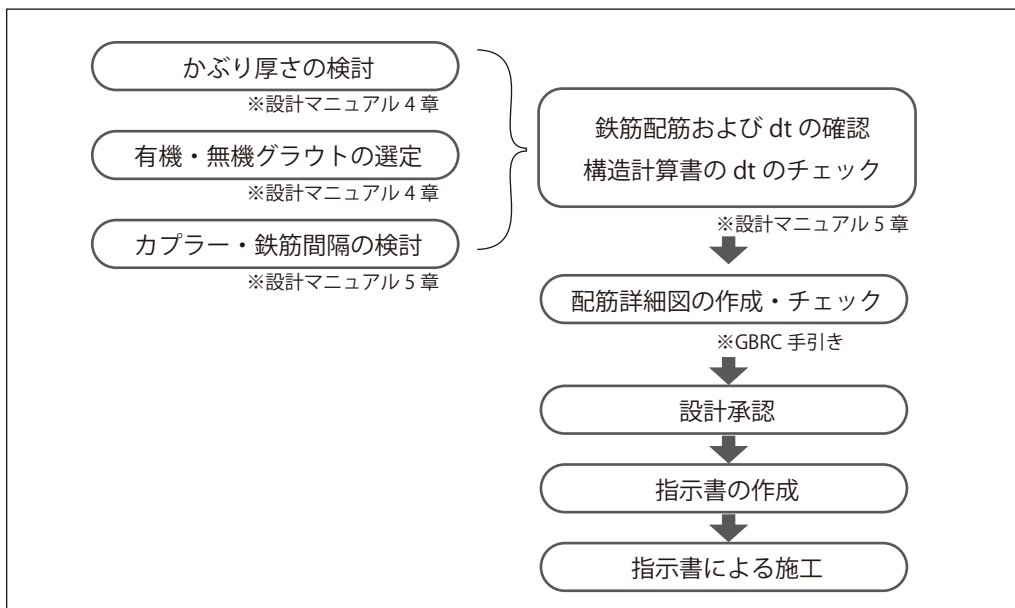 かぶり厚さの検討
※設計マニュアル 4 章
有機・無機グラウトの選定
※設計マニュアル 4 章
カプラー・鉄筋間隔の検討
※設計マニュアル 5 章
鉄筋配筋および dt の確認
構造計算書の dt のチェック
※設計マニュアル 5 章
配筋詳細図の作成・チェック
※GBRC 手引き
設計承認
指示書の作成
指示書による施工